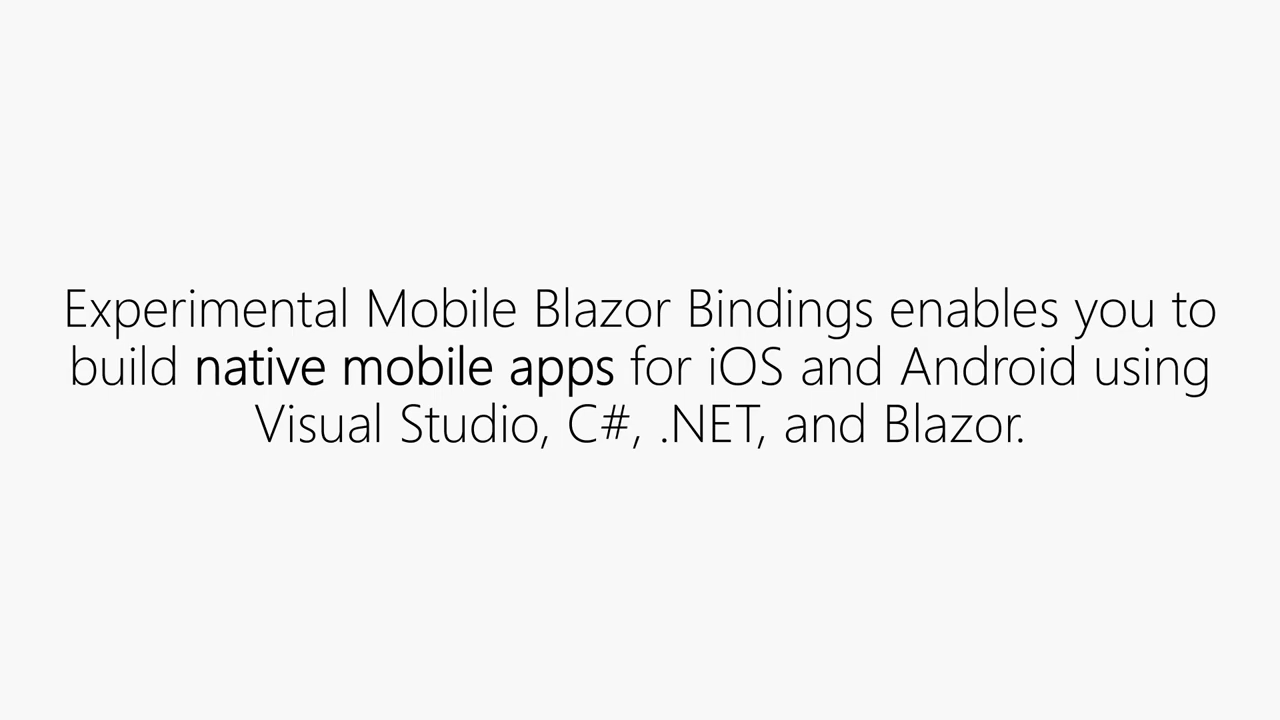 Experimental Mobile Blazor Bindings enables you to
build native mobile apps for iOS and Android using
Visual Studio, C#, .NET, and Blazor.